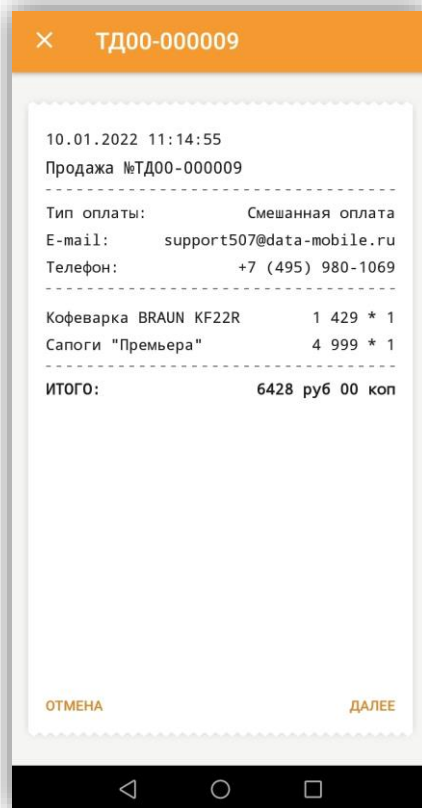 × ТД00-000009
10.01.2022 11:14:55
Продажа №ТД00-000009
Тип оплаты: Смешанная оплата
E-mail: support507@data-mobile.ru
Телефон: +7 (495) 980-1069
Кофеварка BRAUN KF22R 1 429 * 1
Сапоги "Премьера" 4 999 * 1
ИТОГО: 6428 руб 00 коп
ОТМЕНА ДАЛЕЕ